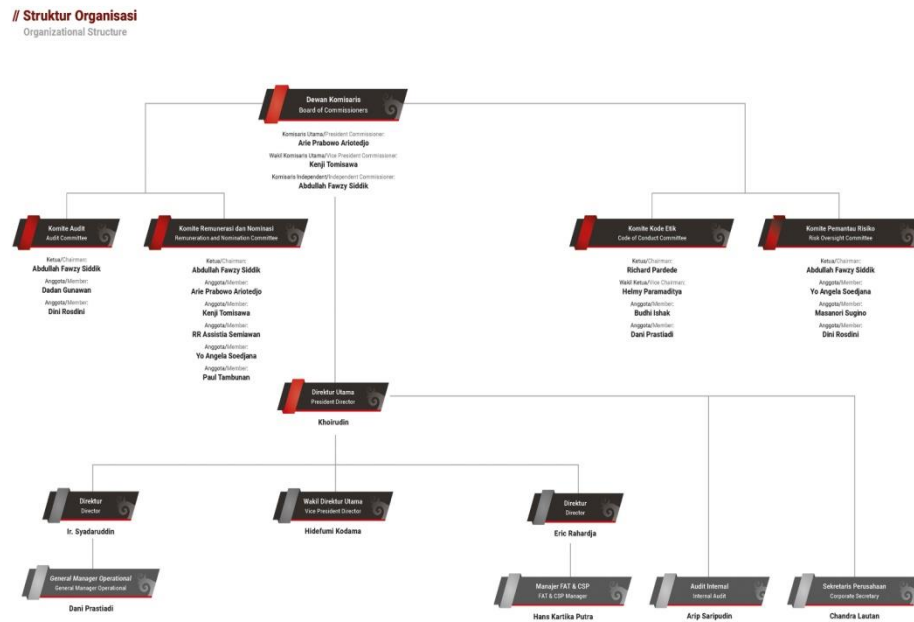 // Struktur Organisasi
Organizational Structure
Dewan Komisaris
Board of Commissioners
Komisaris Utama/President Commissioner:
Arie Prabowo Ariotedjo
Wakil Komisaris Utama/Vice President Commissioner:
Kenji Tomisawa
Komisaris Independent/Independent Commissioner:
Abdullah Fawzy Siddik
Komite Audit
Audit Committee
Ketua/Chairman:
Abdullah Fawzy Siddik
Anggota/Member:
Dadan Gunawan
Anggota/Member:
Dini Rosdini
Komite Remunerasi dan Nominasi
Remuneration and Nomination Committee
Ketua/Chairman:
Abdullah Fawzy Siddik
Anggota/Member:
Arie Prabowo Ariotedjo
Anggota/Member:
Kenji Tomisawa
Anggota/Member:
RR Assistia Semiawan
Anggota/Member:
Yo Angela Soedjana
Anggota/Member:
Paul Tambunan
Komite Kode Etik
Code of Conduct Committee
Ketua/Chairman:
Richard Pardede
Wakil Ketua/Vice Chairman:
Helmy Paramaditya
Anggota/Member:
Budhi Ishak
Anggota/Member:
Dani Prastiadi
Komite Pemantau Risiko
Risk Oversight Committee
Ketua/Chairman:
Abdullah Fawzy Siddik
Anggota/Member:
Yo Angela Soedjana
Anggota/Member:
Masanori Sugino
Anggota/Member:
Dini Rosdini
Direktur Utama
President Director
Khoirudin
Direktur
Director
Ir. Syadaruddin
Wakil Direktur Utama
Vice President Director
Hidefumi Kodama
Direktur
Director
Eric Rahardja
General Manager Operational
General Manager Operational
Dani Prastiadi
Manajer FAT & CSP
FAT & CSP Manager
Hans Kartika Putra
Audit Internal
Internal Audit
Arip Saripudin
Sekretaris Perusahaan
Corporate Secretary
Chandra Lautan